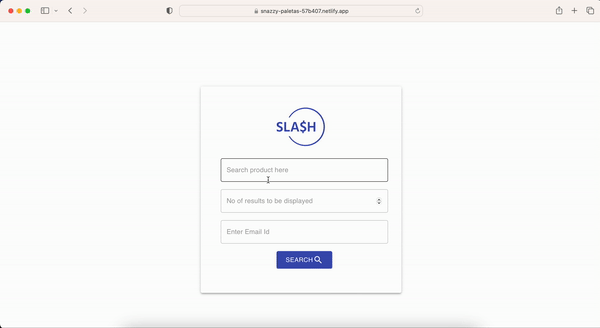 snazzy-paletas-57b407.netlify.app
SLA$H
Search product here
No of results to be displayed
Enter Email Id
SEARCH